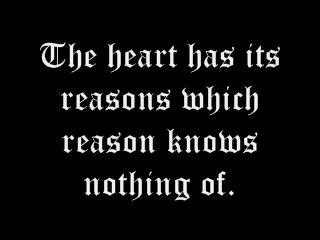 The heart has its
reasons which
reason knows
nothing of.